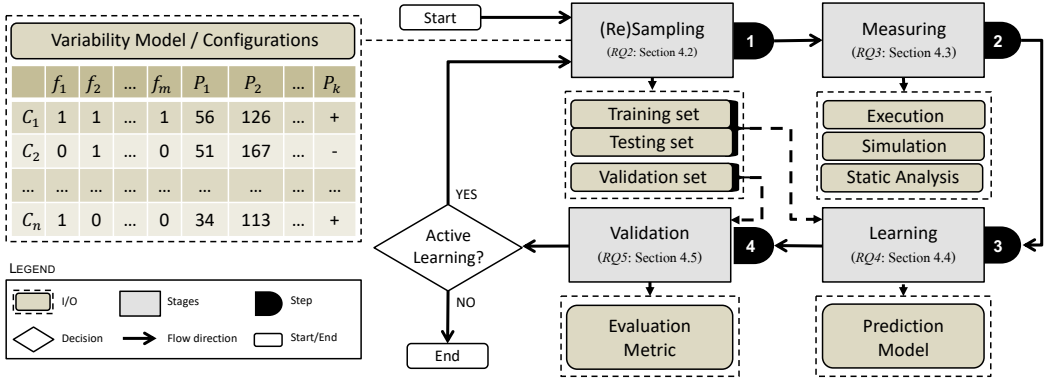 Variability Model / Configurations
f1 f2 ... fm P1 P2 ... Pk
C1 1 1 ... 1 56 126 ... +
C2 0 1 ... 0 51 167 ... -
... ... ... ... ... ... ... ... ...
Cn 1 0 ... 0 34 113 ... +
LEGEND
I/O
Stages
Step
Decision
Flow direction
Start/End
Start
(Re)Sampling
(RQ2: Section 4.2)
1
Measuring
(RQ3: Section 4.3)
2
Training set
Testing set
Validation set
Execution
Simulation
Static Analysis
YES
Active
Learning?
NO
End
Validation
(RQ5: Section 4.5)
4
Learning
(RQ4: Section 4.4)
3
Evaluation
Metric
Prediction
Model